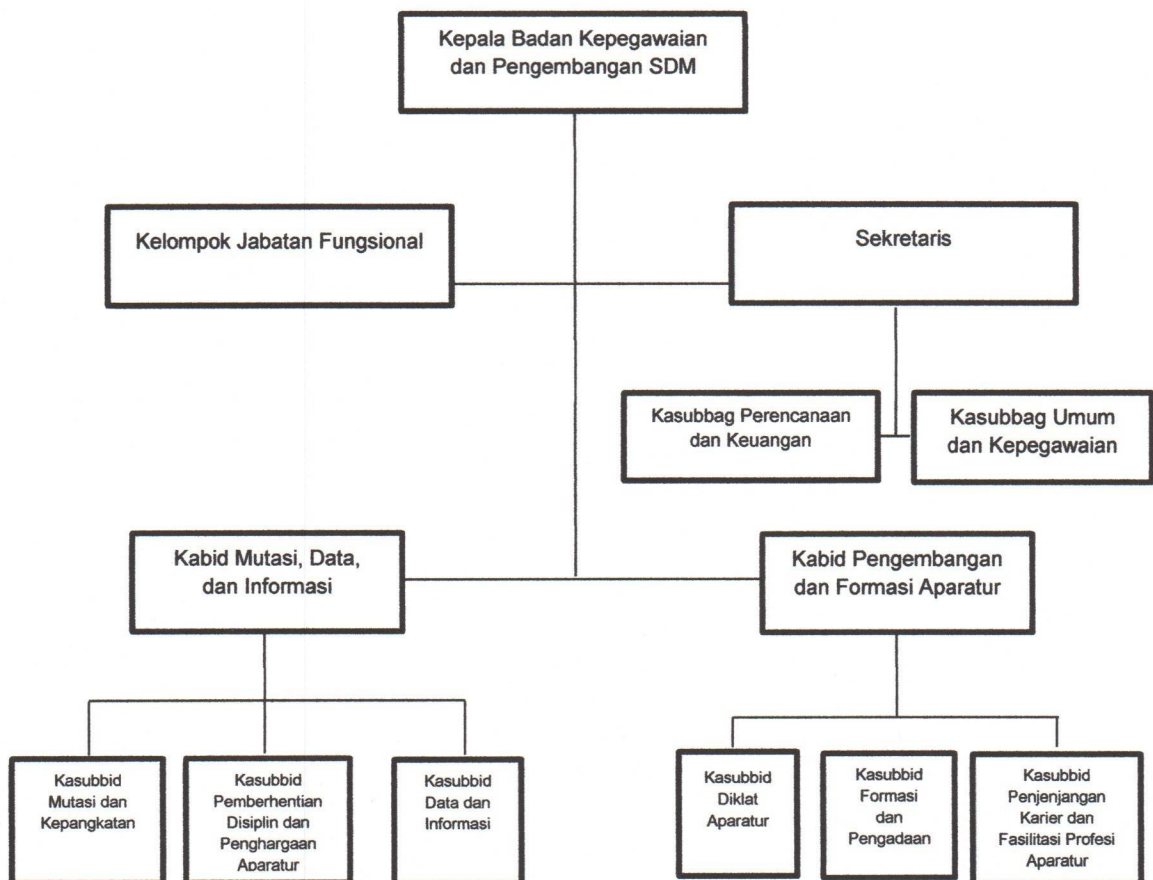 Kepala Badan Kepegawaian
dan Pengembangan SDM
Kelompok Jabatan Fungsional
Sekretaris
Kasubbag Perencanaan
dan Keuangan
Kasubbag Umum
dan Kepegawaian
Kabid Mutasi, Data,
dan Informasi
Kabid Pengembangan
dan Formasi Aparatur
Kasubbid
Mutasi dan
Kepangkatan
Kasubbid
Pemberhentian
Disiplin dan
Penghargaan
Aparatur
Kasubbid
Data dan
Informasi
Kasubbid
Diklat
Aparatur
Kasubbid
Formasi
dan
Pengadaan
Kasubbid
Penjenjangan
Karier dan
Fasilitasi Profesi
Aparatur